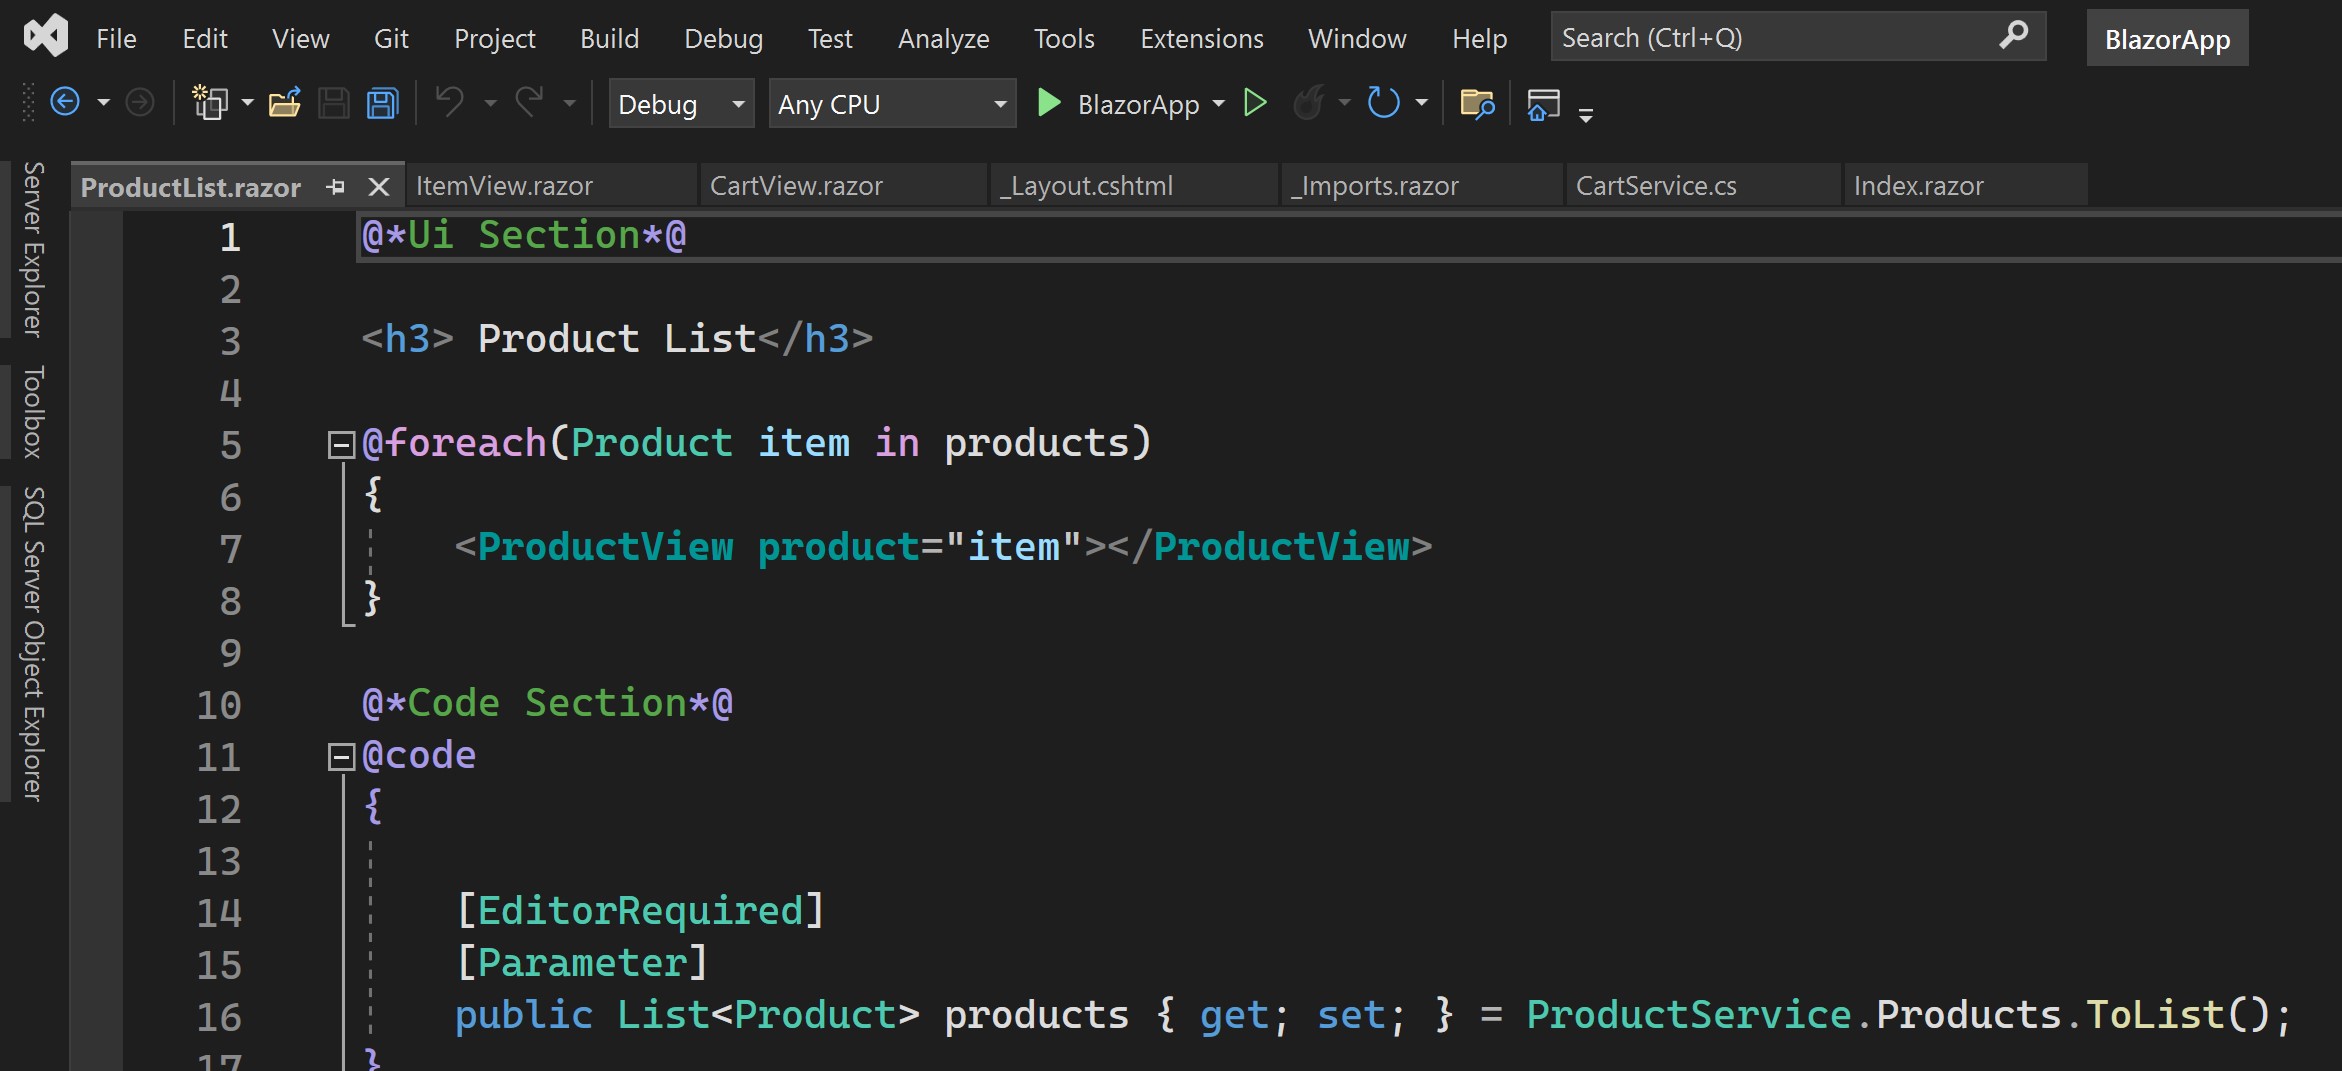 File Edit View Git Project Build Debug Test Analyze Tools Extensions Window Help Search (Ctrl+Q) BlazorApp
Debug Any CPU BlazorApp
Server Explorer
Toolbox
SQL Server Object Explorer
ProductList.razor ItemView.razor CartView.razor _Layout.cshtml _Imports.razor CartService.cs Index.razor
1 @*Ui Section*@
2
3 <h3> Product List</h3>
4
5 @foreach(Product item in products)
6 {
7 <ProductView product="item"></ProductView>
8 }
9
10 @*Code Section*@
11 @code
12 {
13
14 [EditorRequired]
15 [Parameter]
16 public List<Product> products { get; set; } = ProductService.Products.ToList();
17 }